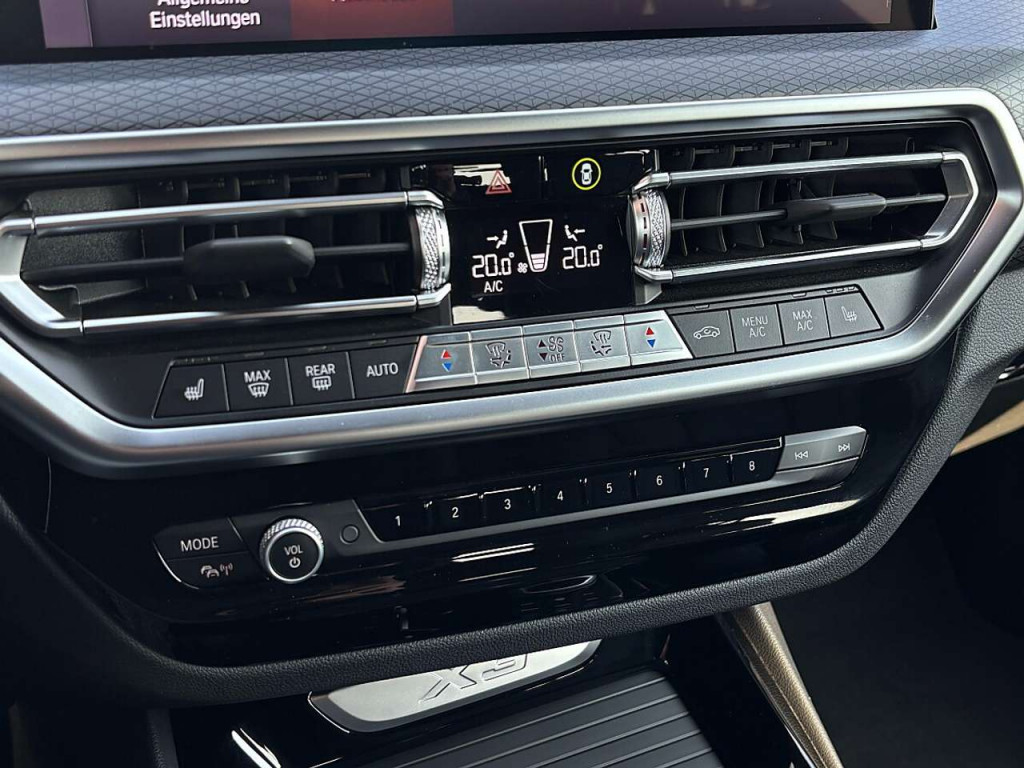 Allgemeine
Einstellungen
20.0° 20.0°
A/C
MAX
REAR
AUTO
OFF
MENU
A/C
MAX
A/C
1 2 3 4 5 6 7 8
MODE
VOL
X3